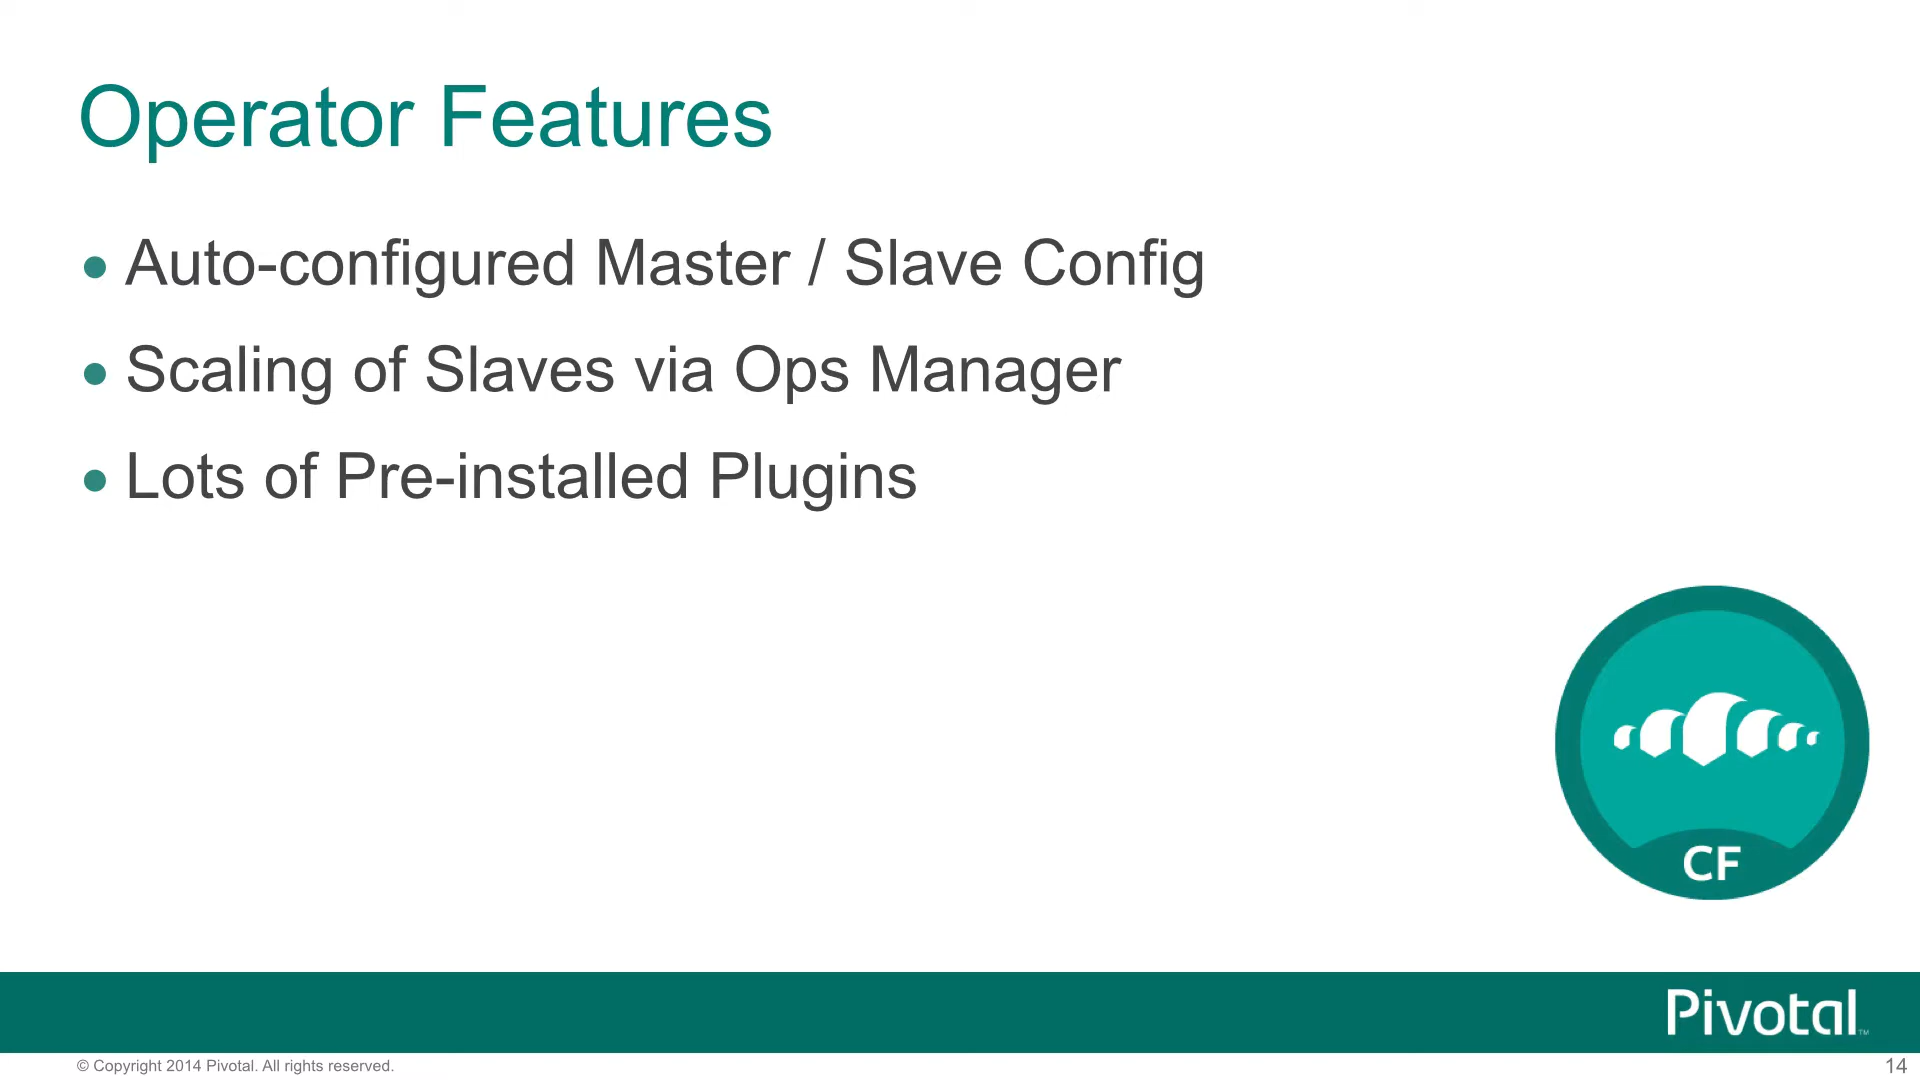 Operator Features
• Auto-configured Master / Slave Config
• Scaling of Slaves via Ops Manager
• Lots of Pre-installed Plugins
CF
Pivotal™
© Copyright 2014 Pivotal. All rights reserved.
14